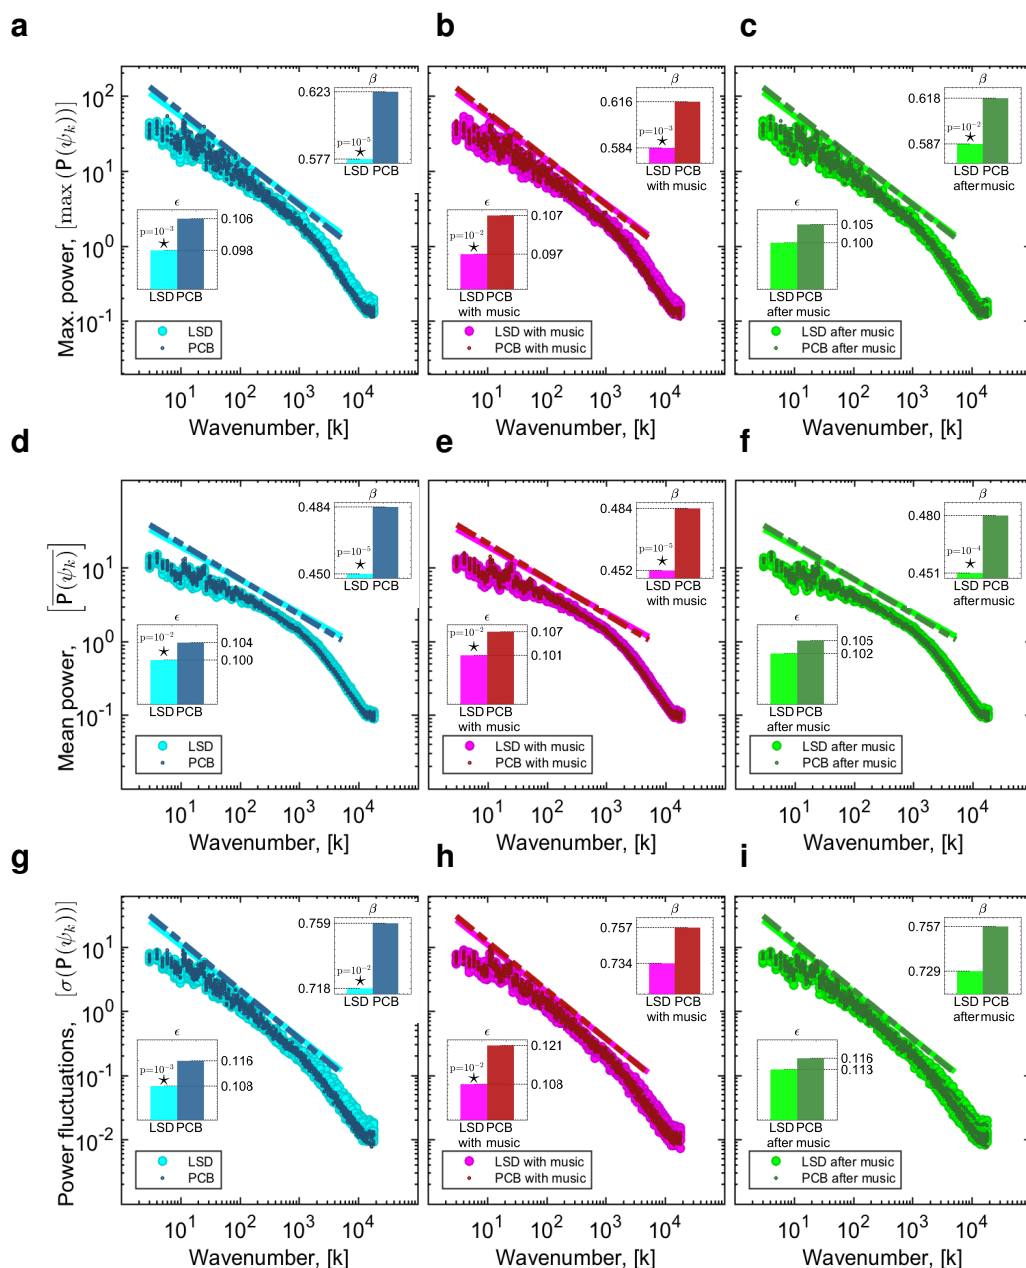 a
b
c
Max. power, [max (P(ψk))]
10²
10¹
10⁰
10⁻¹
β
0.623
p=10⁻⁵
★
0.577
LSD PCB
ϵ
p=10⁻³
★
0.106
0.098
LSD PCB
LSD
PCB
10¹ 10² 10³ 10⁴
Wavenumber, [k]
β
0.616
p=10⁻³
★
0.584
LSD PCB
with music
ϵ
p=10⁻²
★
0.107
0.097
LSD PCB
with music
LSD with music
PCB with music
10¹ 10² 10³ 10⁴
Wavenumber, [k]
β
0.618
p=10⁻²
★
0.587
LSD PCB
after music
ϵ
0.105
0.100
LSD PCB
after music
LSD after music
PCB after music
10¹ 10² 10³ 10⁴
Wavenumber, [k]
d
e
f
Mean power, [P(ψk)]
10¹
10⁰
10⁻¹
β
0.484
p=10⁻⁵
★
0.450
LSD PCB
ϵ
p=10⁻²
★
0.104
0.100
LSD PCB
LSD
PCB
10¹ 10² 10³ 10⁴
Wavenumber, [k]
β
0.484
p=10⁻⁵
★
0.452
LSD PCB
with music
ϵ
p=10⁻²
★
0.107
0.101
LSD PCB
with music
LSD with music
PCB with music
10¹ 10² 10³ 10⁴
Wavenumber, [k]
β
0.480
p=10⁻⁴
★
0.451
LSD PCB
after music
ϵ
0.105
0.102
LSD PCB
after music
LSD after music
PCB after music
10¹ 10² 10³ 10⁴
Wavenumber, [k]
g
h
i
Power fluctuations, [σ(P(ψk))]
10¹
10⁰
10⁻¹
10⁻²
β
0.759
p=10⁻²
★
0.718
LSD PCB
ϵ
p=10⁻³
★
0.116
0.108
LSD PCB
LSD
PCB
10¹ 10² 10³ 10⁴
Wavenumber, [k]
β
0.757
0.734
LSD PCB
with music
ϵ
p=10⁻²
★
0.121
0.108
LSD PCB
with music
LSD with music
PCB with music
10¹ 10² 10³ 10⁴
Wavenumber, [k]
β
0.757
0.729
LSD PCB
after music
ϵ
0.116
0.113
LSD PCB
after music
LSD after music
PCB after music
10¹ 10² 10³ 10⁴
Wavenumber, [k]